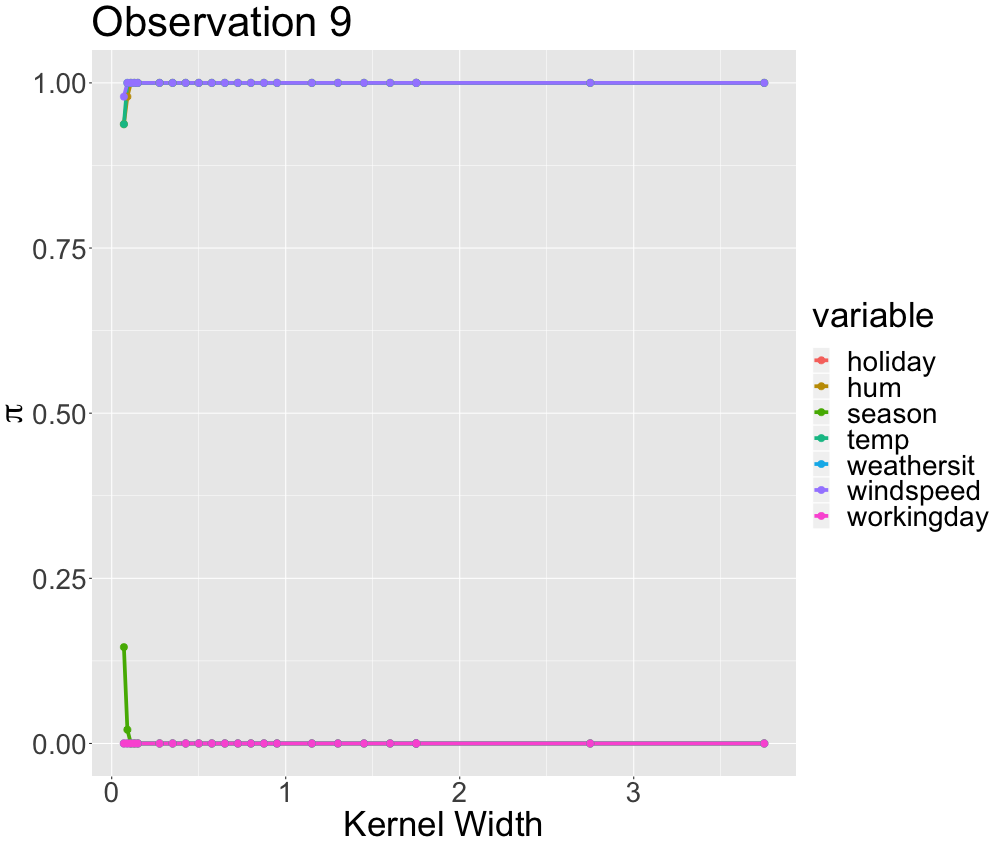 Observation 9
1.00
0.75
0.50
0.25
0.00
π
0
1
2
3
Kernel Width
variable
holiday
hum
season
temp
weathersit
windspeed
workingday